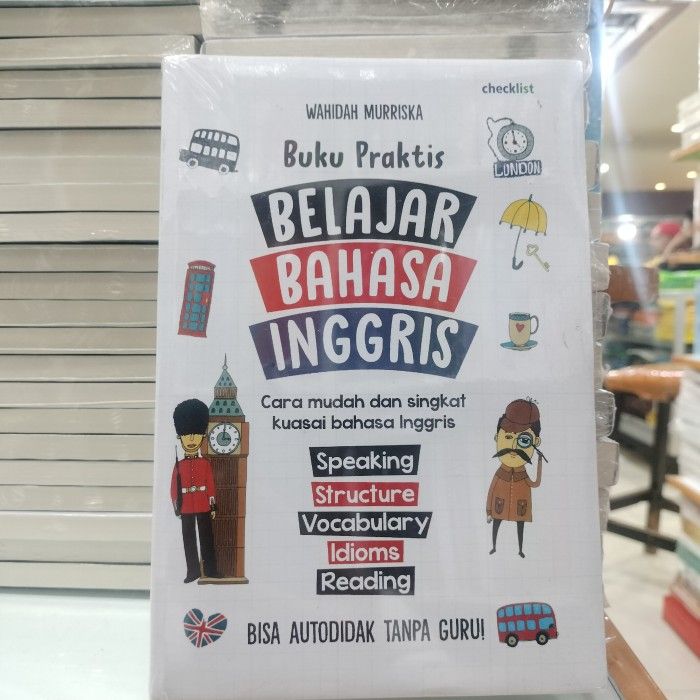 checklist
WAHIDAH MURRISKA
Buku Praktis
LONDON
BELAJAR
BAHASA
INGGRIS
Cara mudah dan singkat
kuasai bahasa Inggris
Speaking
Structure
Vocabulary
Idioms
Reading
BISA AUTODIDAK TANPA GURU!